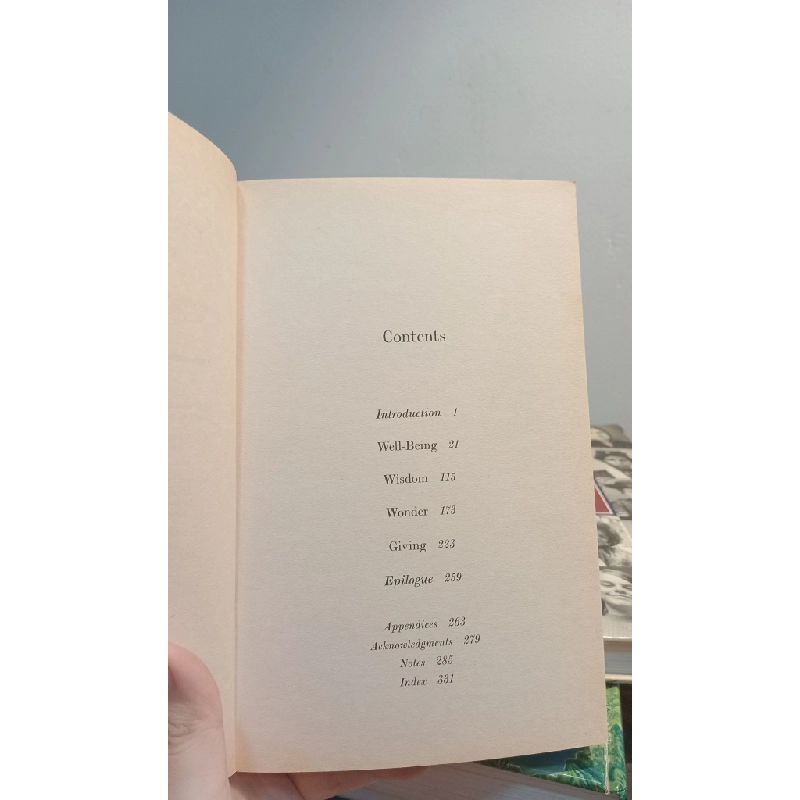 Contents
Introduction 1
Well-Being 21
Wisdom 115
Wonder 173
Giving 223
Epilogue 259
Appendices 263
Acknowledgments 279
Notes 285
Index 331